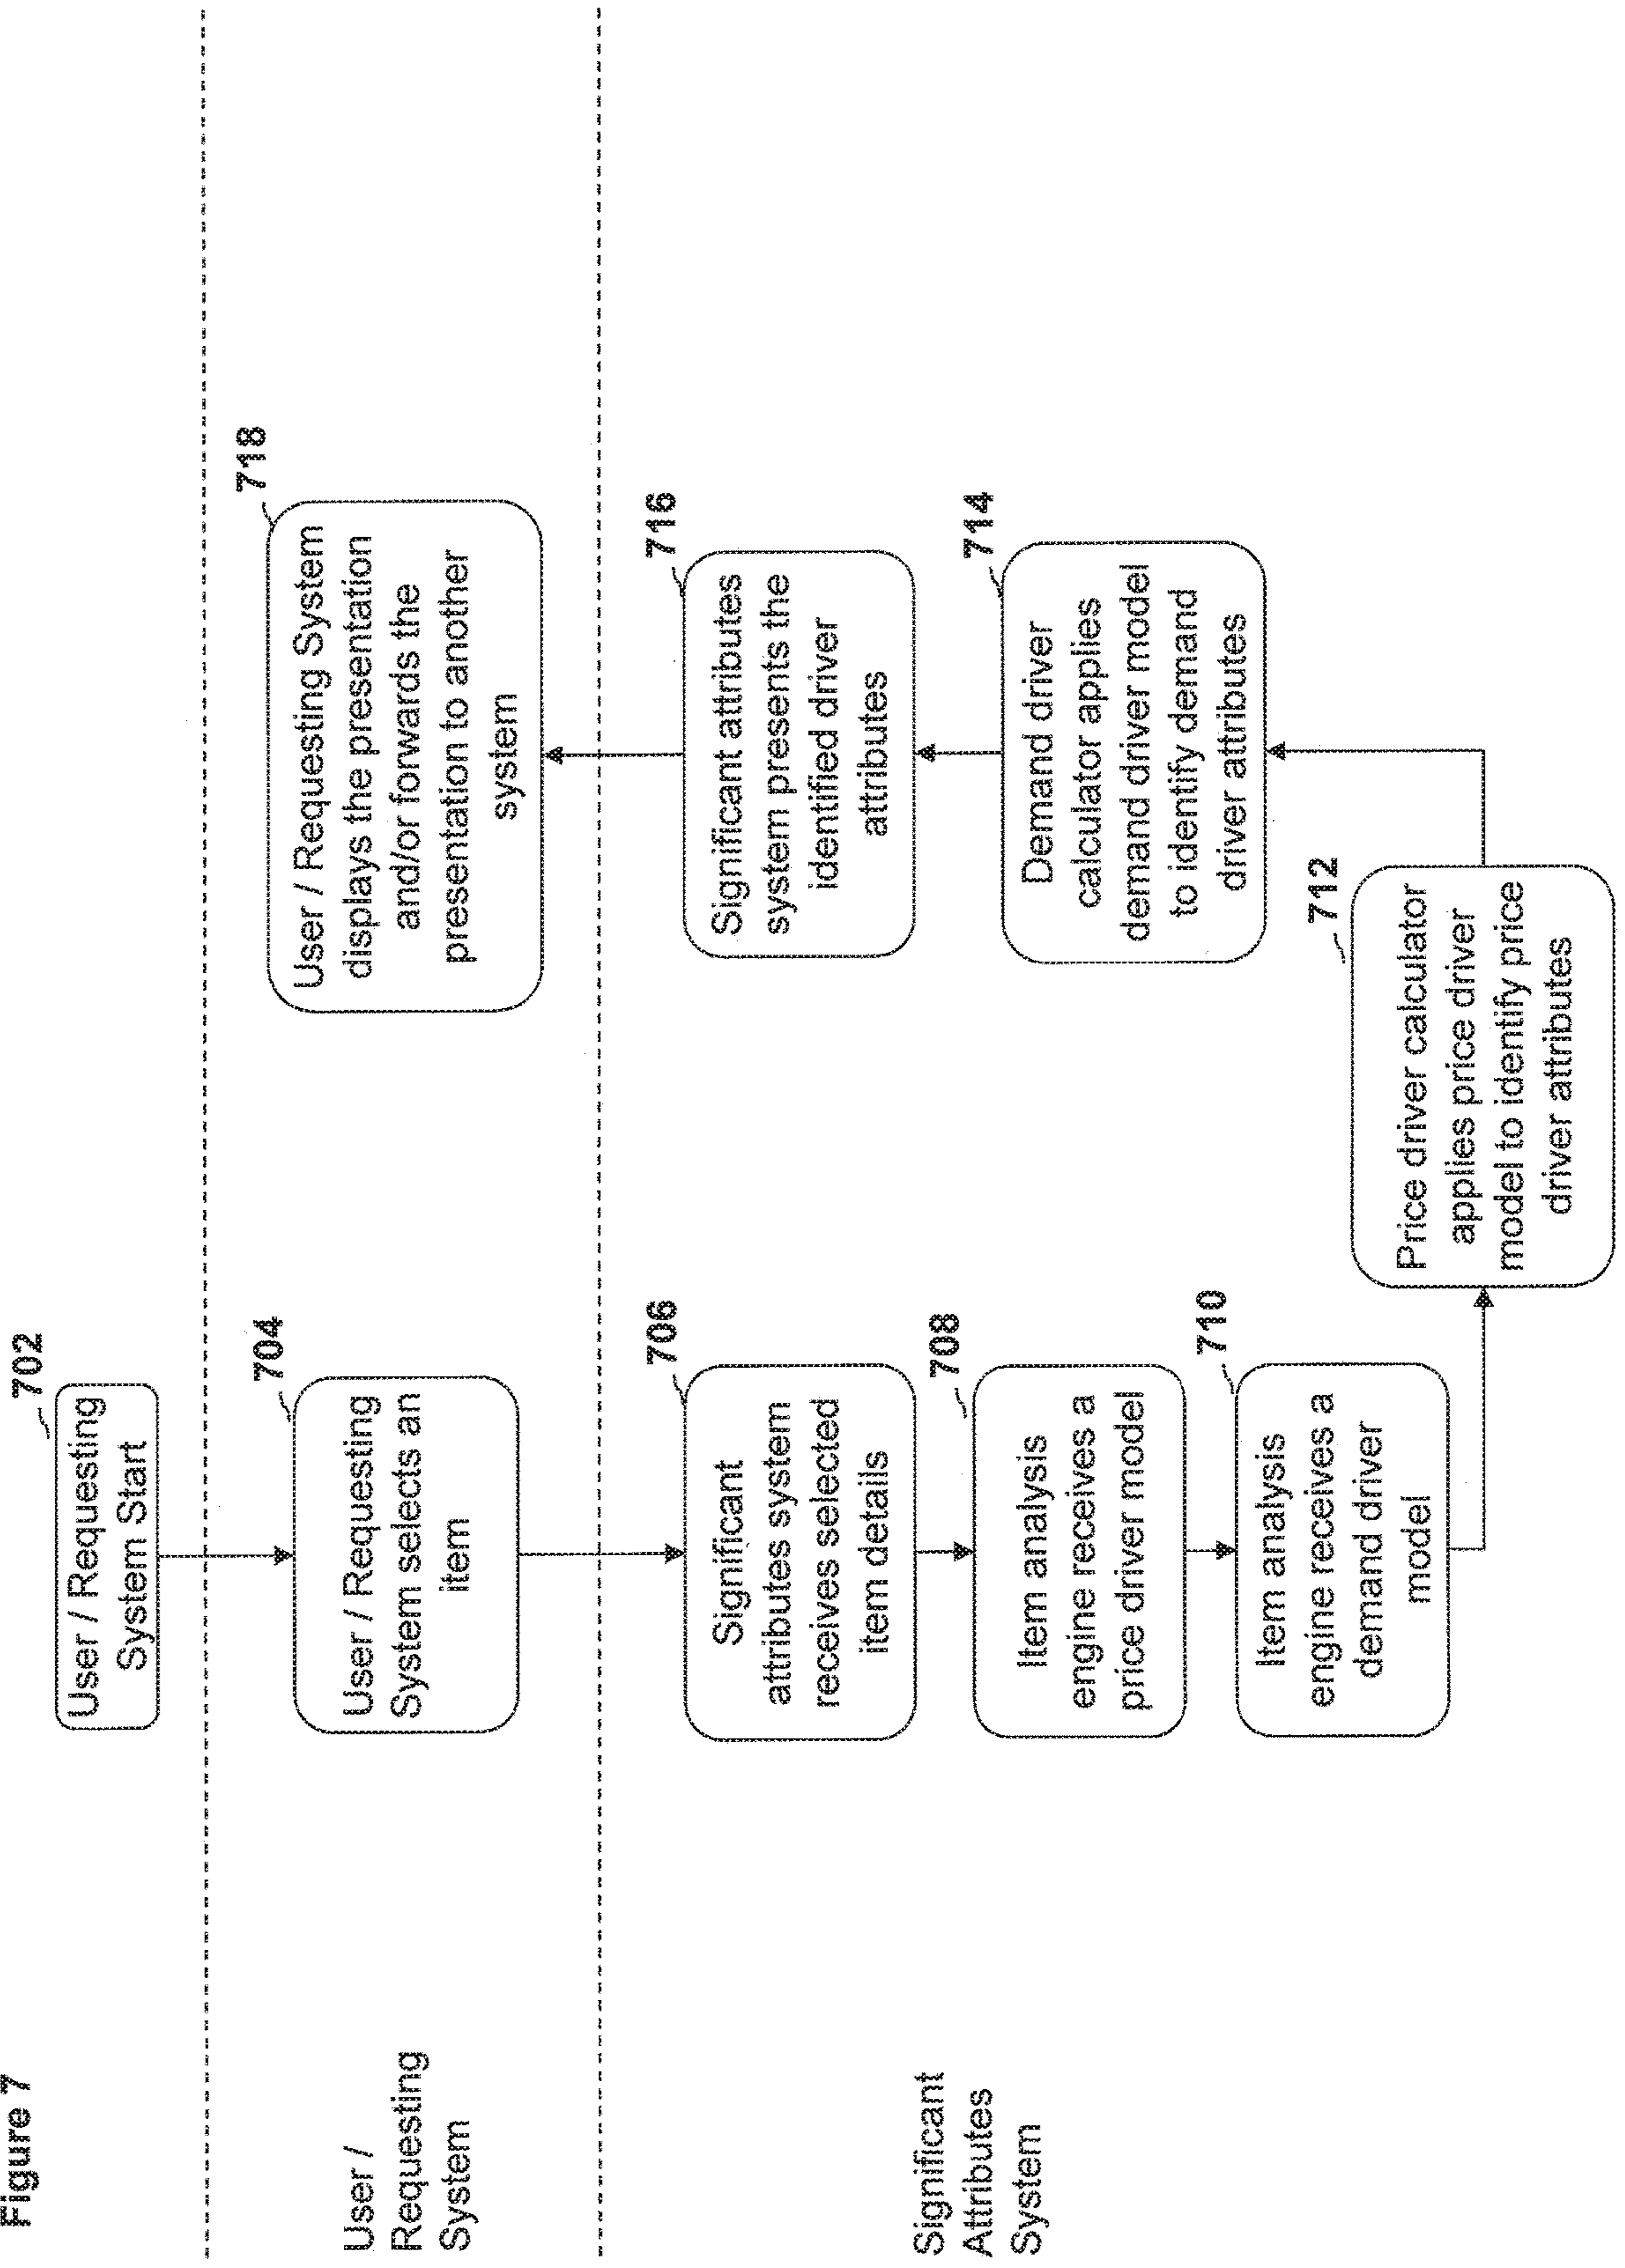 Figure 7
702
User / Requesting
System Start
User /
Requesting
System
704
User / Requesting
System selects an
item
718
User / Requesting System
displays the presentation
and/or forwards the
presentation to another
system
Significant
Attributes
System
706
Significant
attributes system
receives selected
item details
708
Item analysis
engine receives a
price driver model
710
Item analysis
engine receives a
demand driver
model
712
Price driver calculator
applies price driver
model to identify price
driver attributes
714
Demand driver
calculator applies
demand driver model
to identify demand
driver attributes
716
Significant attributes
system presents the
identified driver
attributes